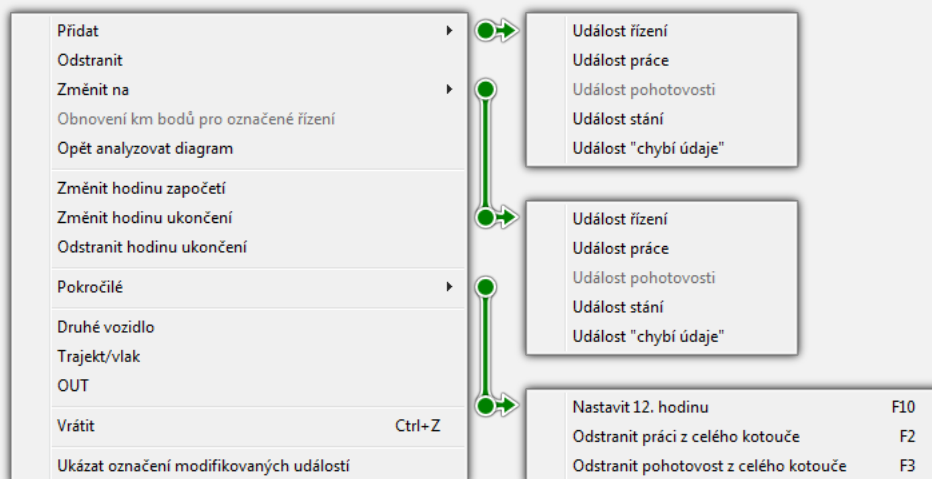 Přidat
Odstranit
Změnit na
Obnovení km bodů pro označené řízení
Opět analyzovat diagram
Změnit hodinu započetí
Změnit hodinu ukončení
Odstranit hodinu ukončení
Pokročilé
Druhé vozidlo
Trajekt/vlak
OUT
Vrátit Ctrl+Z
Ukázat označení modifikovaných událostí
Událost řízení
Událost práce
Událost pohotovosti
Událost stání
Událost "chybí údaje"
Událost řízení
Událost práce
Událost pohotovosti
Událost stání
Událost "chybí údaje"
Nastavit 12. hodinu F10
Odstranit práci z celého kotouče F2
Odstranit pohotovost z celého kotouče F3